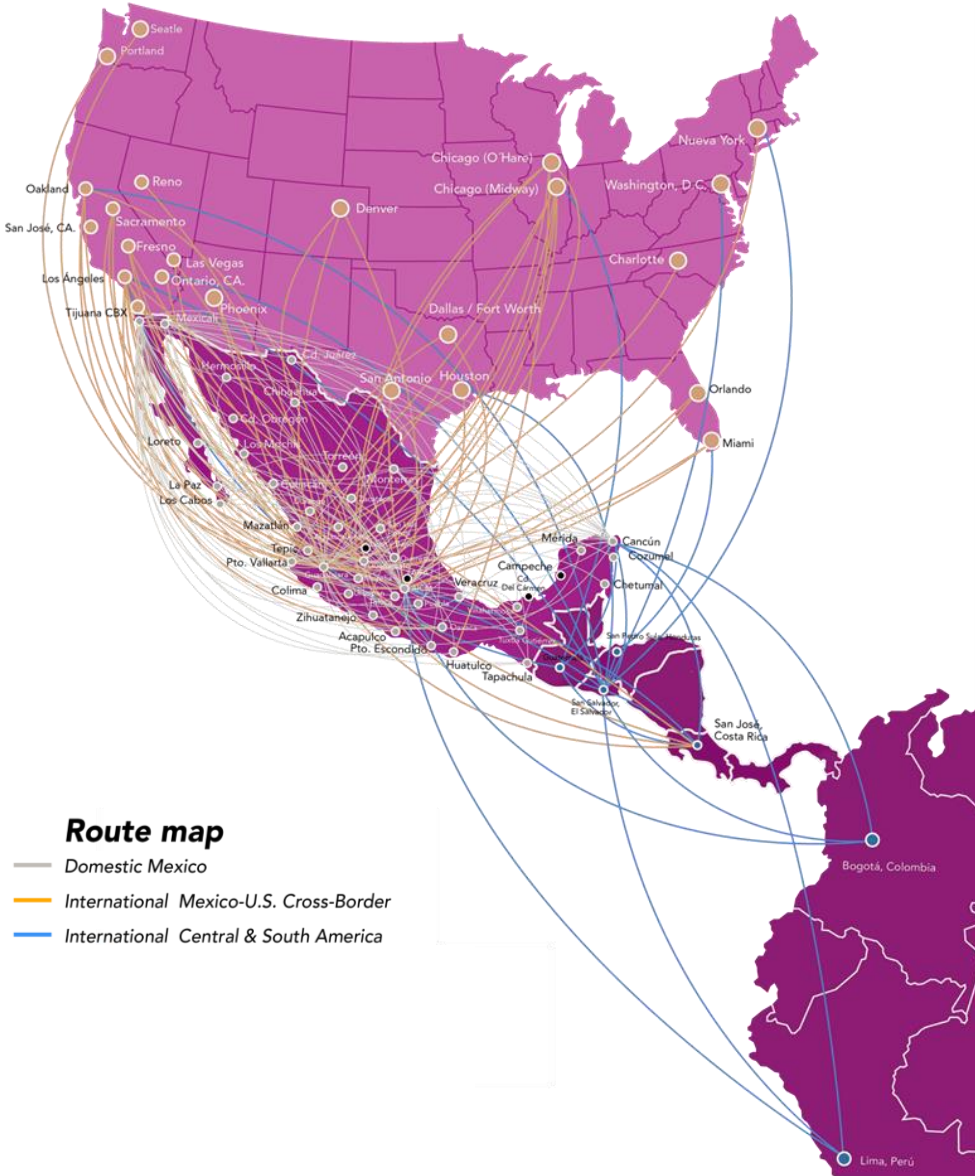 Seatle
Portland
Nueva York
Chicago (O'Hare)
Chicago (Midway)
Washington, D.C.
Oakland
Reno
Denver
Sacramento
San José, CA.
Fresno
Las Vegas
Charlotte
Los Ángeles
Ontario, CA.
Phoenix
Dallas / Fort Worth
Tijuana CBX
Mexicali
Cd. Juárez
Hermosillo
San Antonio
Houston
Orlando
Chihuahua
Cd. Obregón
Loreto
Los Mochis
Miami
Torreón
Monterrey
La Paz
Culiacán
Los Cabos
Mazatlán
Mérida
Cancún
Tepic
Cozumel
Pto. Vallarta
Campeche
Cd.
Del Cármen
Chetumal
Colima
Veracruz
Zihuatanejo
Acapulco
Pto. Escondido
Huatulco
Tuxtla Gutiérrez
San Pedro Sula, Honduras
Tapachula
San Salvador,
El Salvador
San José,
Costa Rica
Route map
Domestic Mexico
International Mexico-U.S. Cross-Border
International Central & South America
Bogotá, Colombia
Lima, Perú